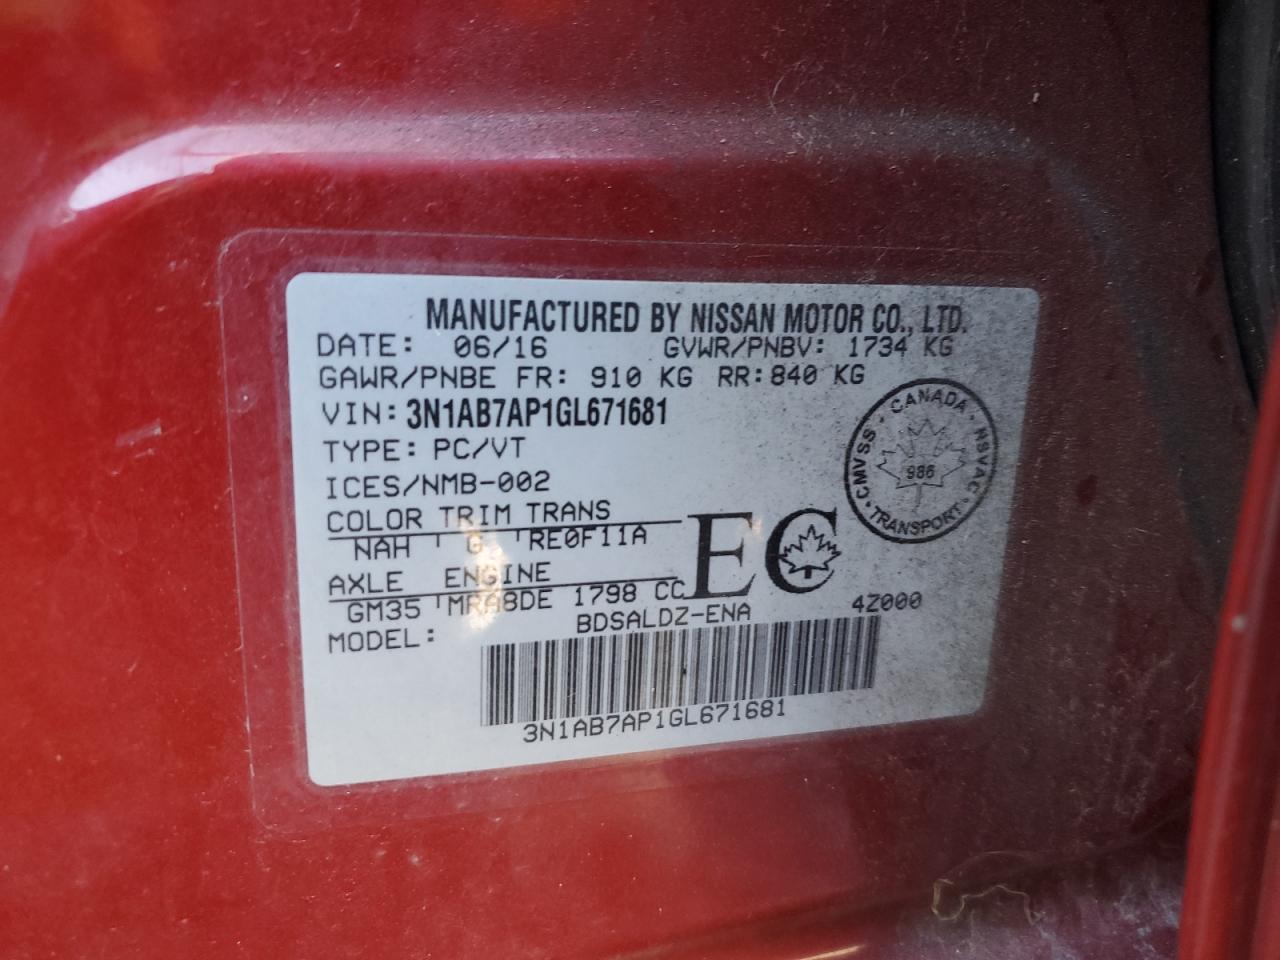 MANUFACTURED BY NISSAN MOTOR CO., LTD.
DATE: 06/16 GVWR/PNBV: 1734 KG
GAWR/PNBE FR: 910 KG RR:840 KG
VIN: 3N1AB7AP1GL671681
TYPE: PC/VT
ICES/NMB-002
CANADA
CMVSS
NSVAC
986
TRANSPORT
COLOR TRIM TRANS
NAH G RE0F11A
EC
AXLE ENGINE
GM35 MRA8DE 1798 CC
BDSALDZ-ENA 4Z000
MODEL:
3N1AB7AP1GL671681